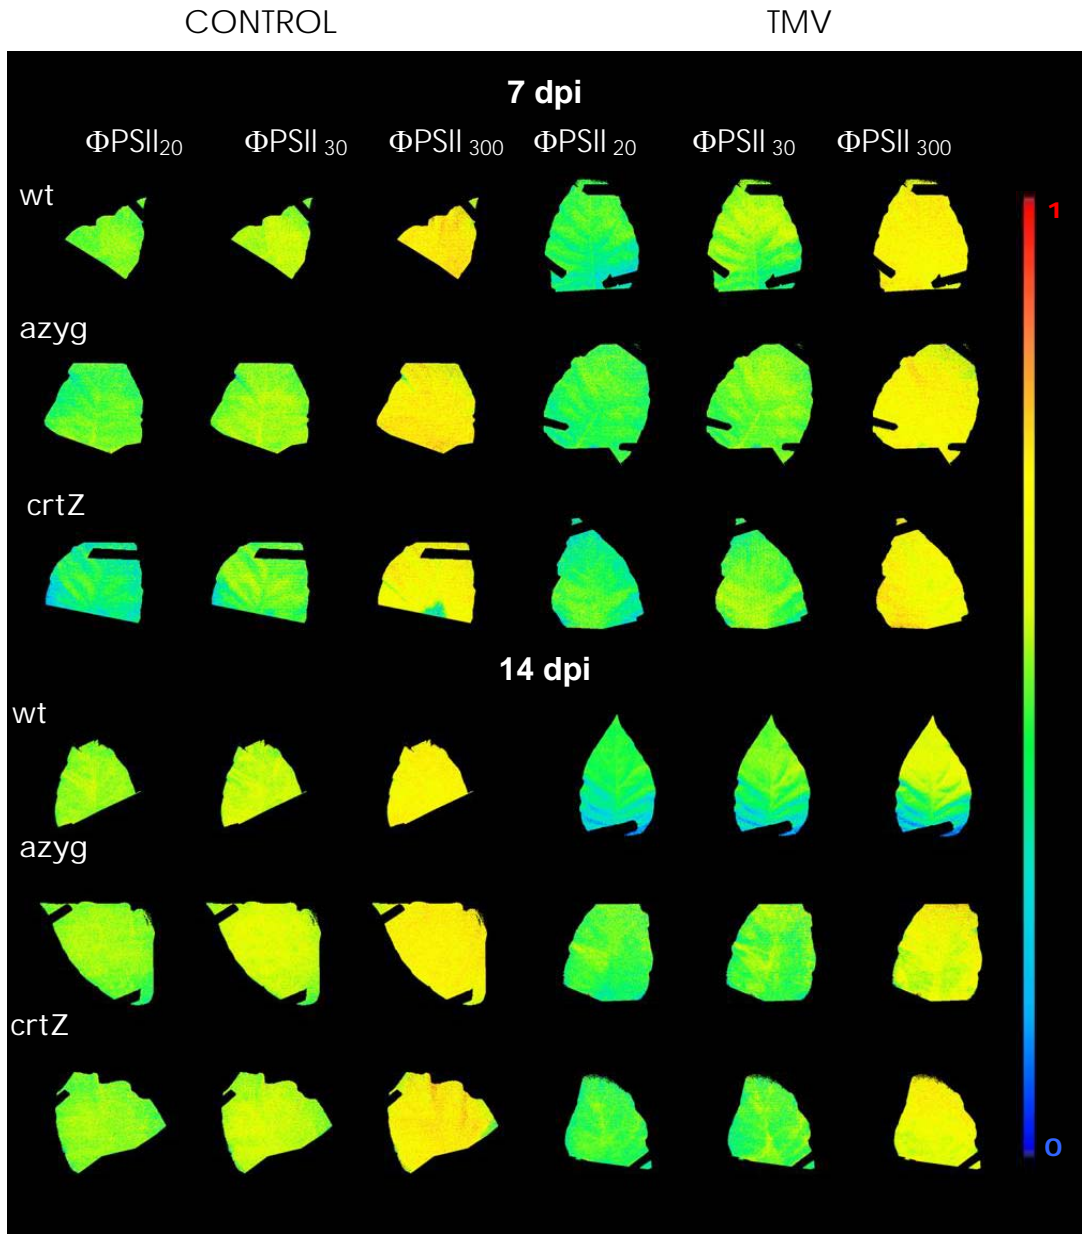 CONTROL TMV
7 dpi
ΦPSII20 ΦPSII 30 ΦPSII 300 ΦPSII 20 ΦPSII 30 ΦPSII 300
wt
1
azyg
crtZ
14 dpi
wt
azyg
crtZ
0